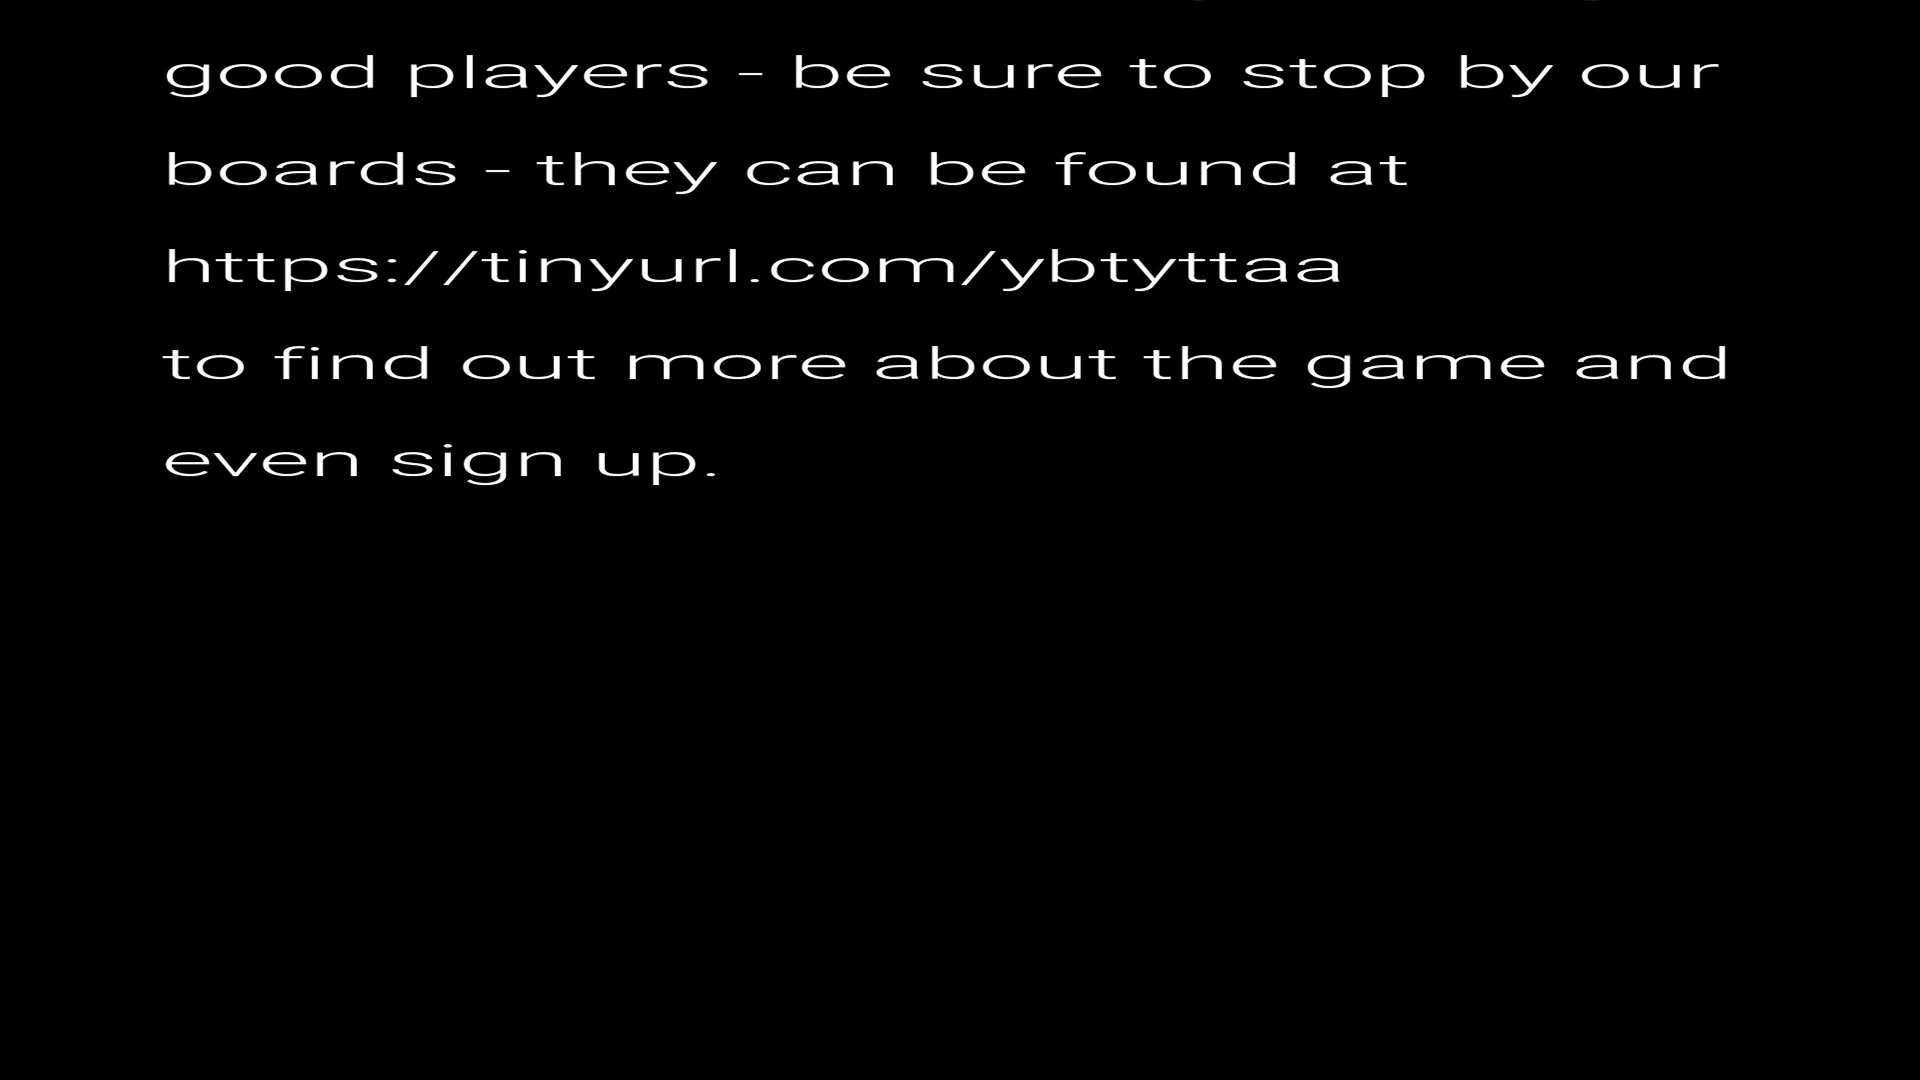 good players - be sure to stop by our
boards - they can be found at
https://tinyurl.com/ybtyttaa
to find out more about the game and
even sign up.